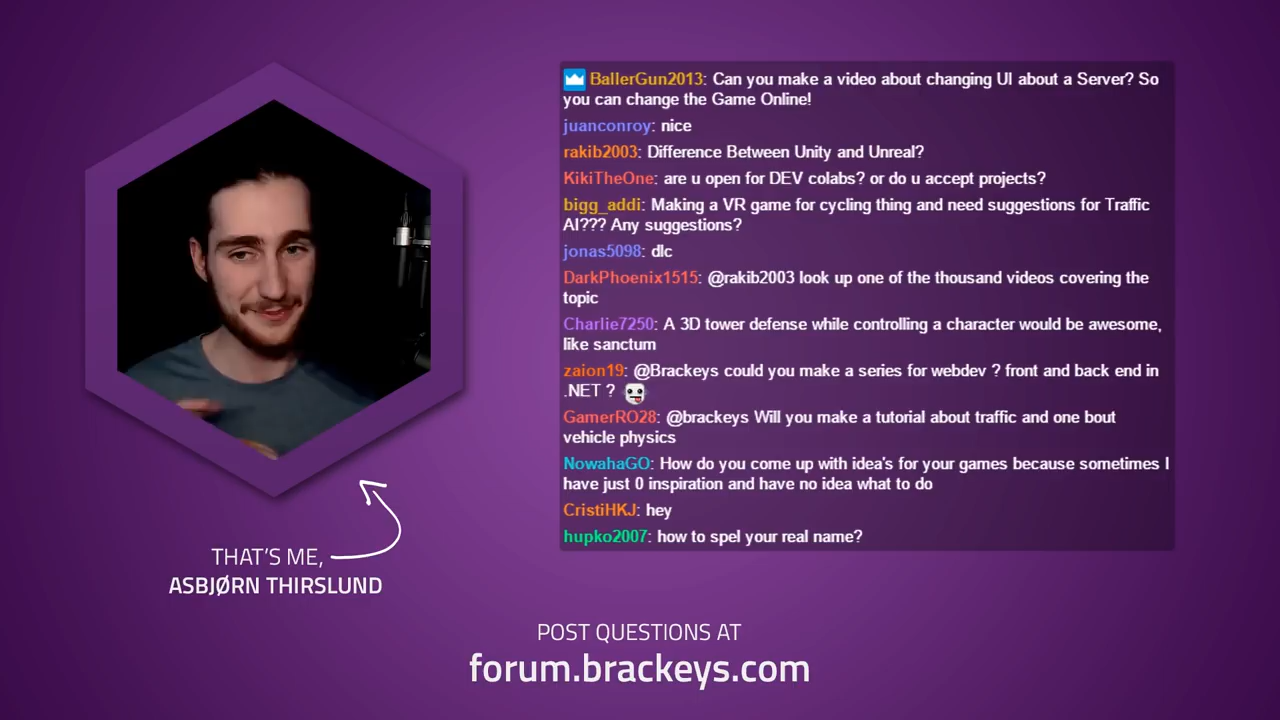 BallerGun2013: Can you make a video about changing UI about a Server? So
you can change the Game Online!
juanconroy: nice
rakib2003: Difference Between Unity and Unreal?
KikiTheOne: are u open for DEV colabs? or do u accept projects?
bigg_addi: Making a VR game for cycling thing and need suggestions for Traffic
AI??? Any suggestions?
jonas5098: dlc
DarkPhoenix1515: @rakib2003 look up one of the thousand videos covering the
topic
Charlie7250: A 3D tower defense while controlling a character would be awesome,
like sanctum
zaion19: @Brackeys could you make a series for webdev ? front and back end in
.NET ?
GamerRO28: @brackeys Will you make a tutorial about traffic and one bout
vehicle physics
NowahaGO: How do you come up with idea's for your games because sometimes I
have just 0 inspiration and have no idea what to do
CristiHKJ: hey
hupko2007: how to spel your real name?
THAT'S ME,
ASBJØRN THIRSLUND
POST QUESTIONS AT
forum.brackeys.com